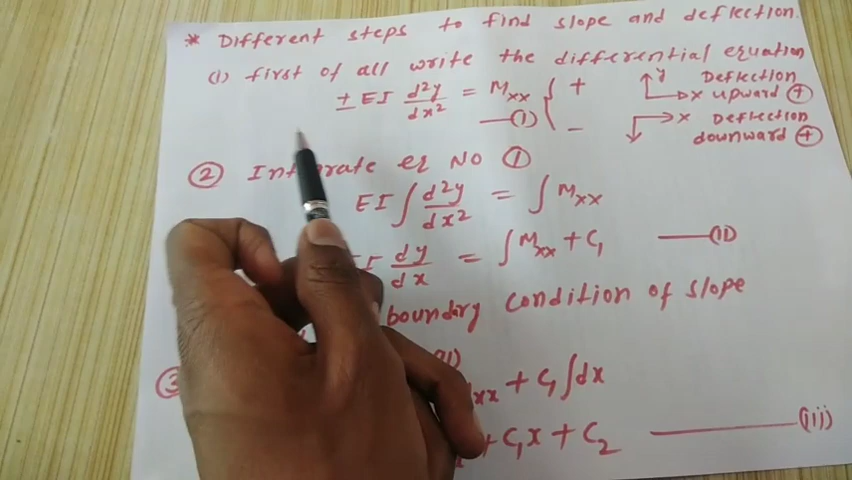 * Different steps to find slope and deflection.
(i) first of all write the differential equation
± EI d²y/dx² = Mxx { + —(1) −
y x Deflection upward (+)
x Deflection downward (+)
② Integrate eq No ①
EI ∫ d²y/dx² = ∫ Mxx
dy/dx = ∫ Mxx + C₁ —(ii)
boundary condition of slope
③
xx + C₁ ∫dx
+ C₁x + C₂ —(iii)